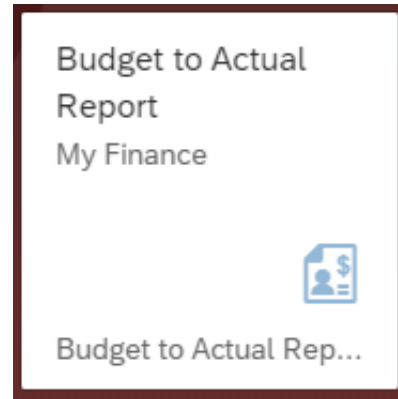 Budget to Actual
Report
My Finance
$
Budget to Actual Rep...